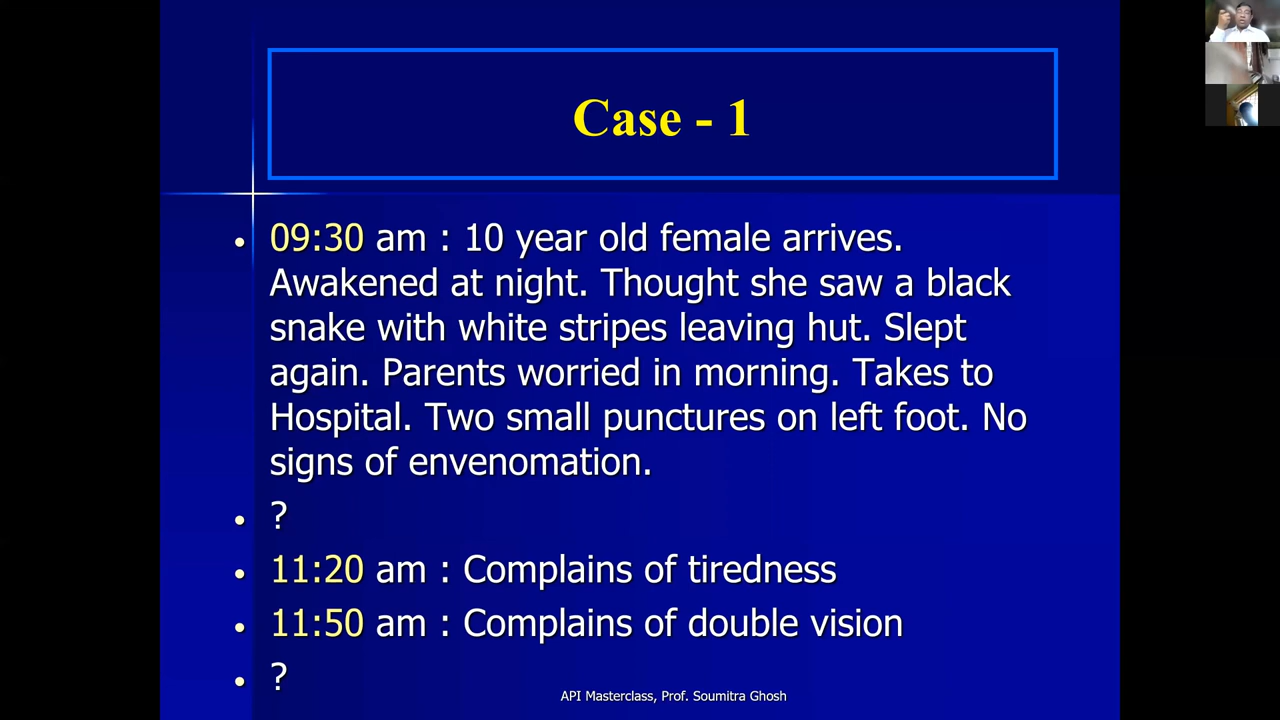 Case - 1
• 09:30 am : 10 year old female arrives.
Awakened at night. Thought she saw a black
snake with white stripes leaving hut. Slept
again. Parents worried in morning. Takes to
Hospital. Two small punctures on left foot. No
signs of envenomation.
• ?
• 11:20 am : Complains of tiredness
• 11:50 am : Complains of double vision
• ?
API Masterclass, Prof. Soumitra Ghosh